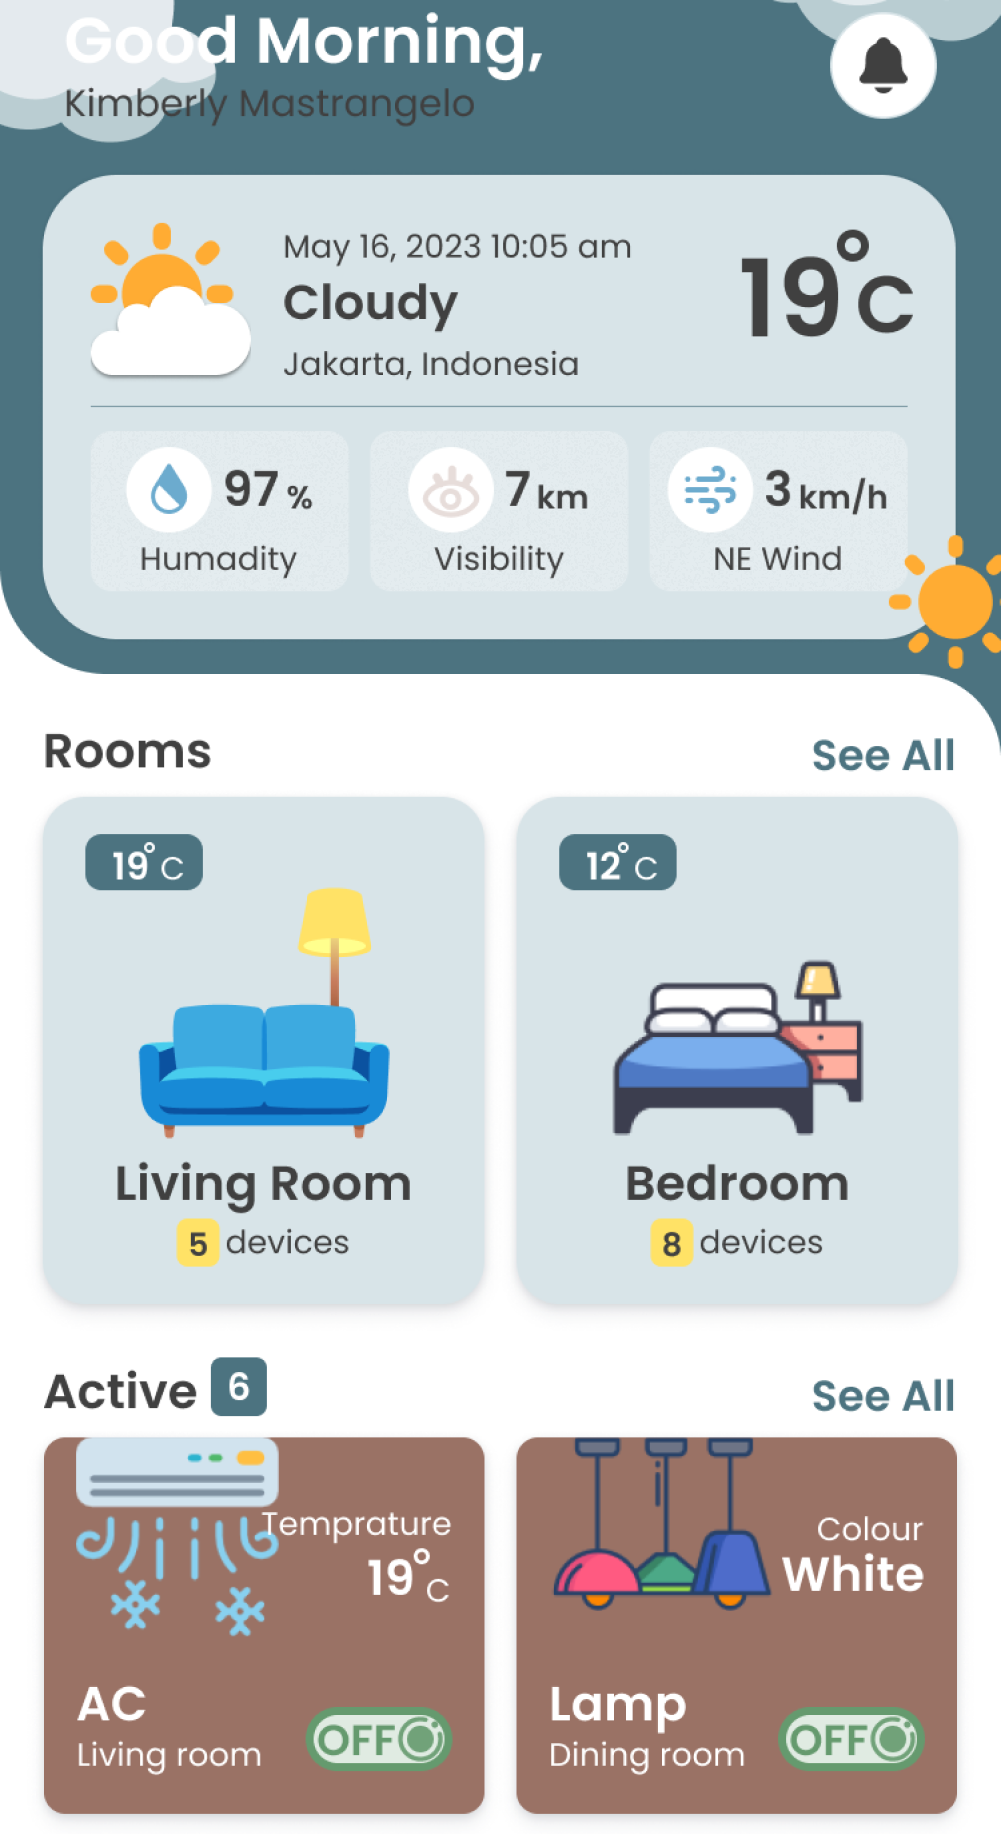 Good Morning,
Kimberly Mastrangelo
May 16, 2023 10:05 am
Cloudy
Jakarta, Indonesia
19°C
97 %
Humadity
7 km
Visibility
3 km/h
NE Wind
Rooms
See All
19°C
Living Room
5 devices
12°C
Bedroom
8 devices
Active 6
See All
Temprature
19°C
AC
Living room
OFF
Colour
White
Lamp
Dining room
OFF